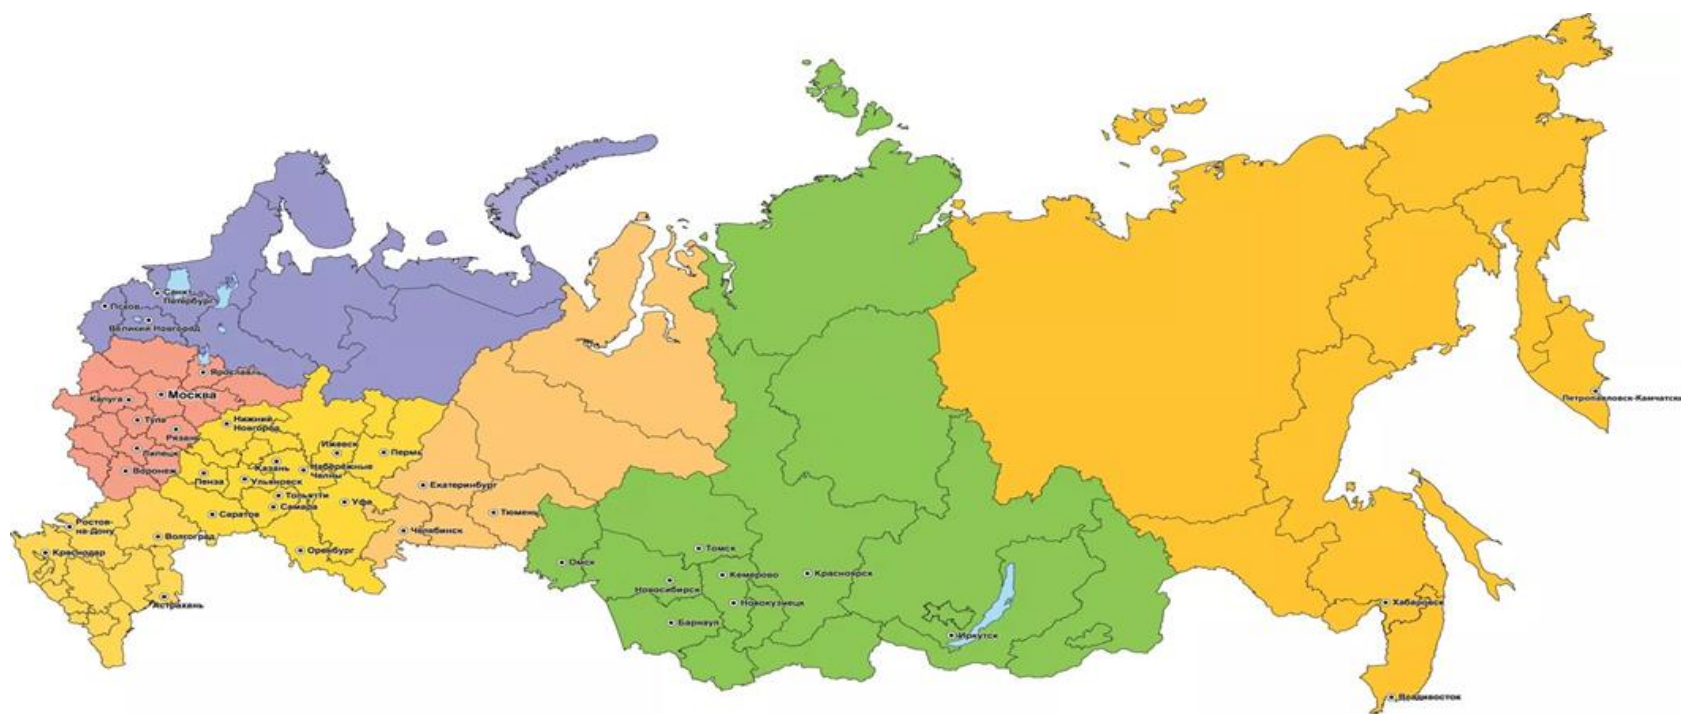 Санкт-
Петербург
Псков
Великий Новгород
Ярославль
Москва
Калуга
Тула
Рязань
Липецк
Воронеж
Нижний
Новгород
Ижевск
Пермь
Казань
Набережные
Челны
Пенза
Ульяновск
Тольятти
Самара
Уфа
Саратов
Оренбург
Ростов-
на-Дону
Волгоград
Краснодар
Астрахань
Екатеринбург
Тюмень
Челябинск
Омск
Томск
Кемерово
Красноярск
Новосибирск
Новокузнецк
Барнаул
Иркутск
Петропавловск-Камчатски
Хабаровск
Владивосток